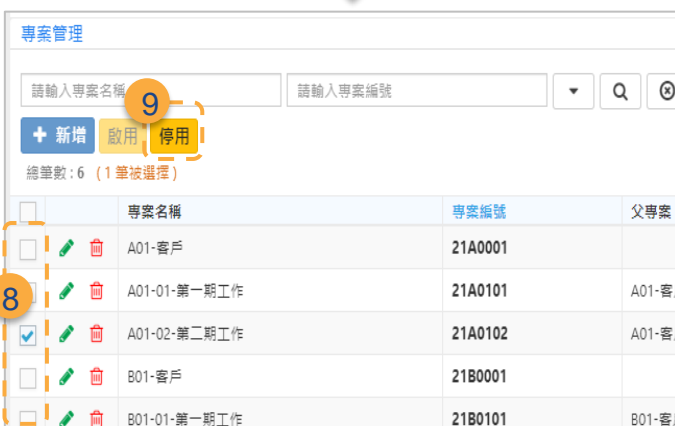 專案管理
請輸入專案名稱 請輸入專案編號
9
+ 新增 啟用 停用
總筆數:6 (1 筆被選擇)
專案名稱 專案編號 父專案
A01-客戶 21A0001
8
A01-01-第一期工作 21A0101 A01-客
A01-02-第二期工作 21A0102 A01-客
B01-客戶 21B0001
B01-01-第一期工作 21B0101 B01-客